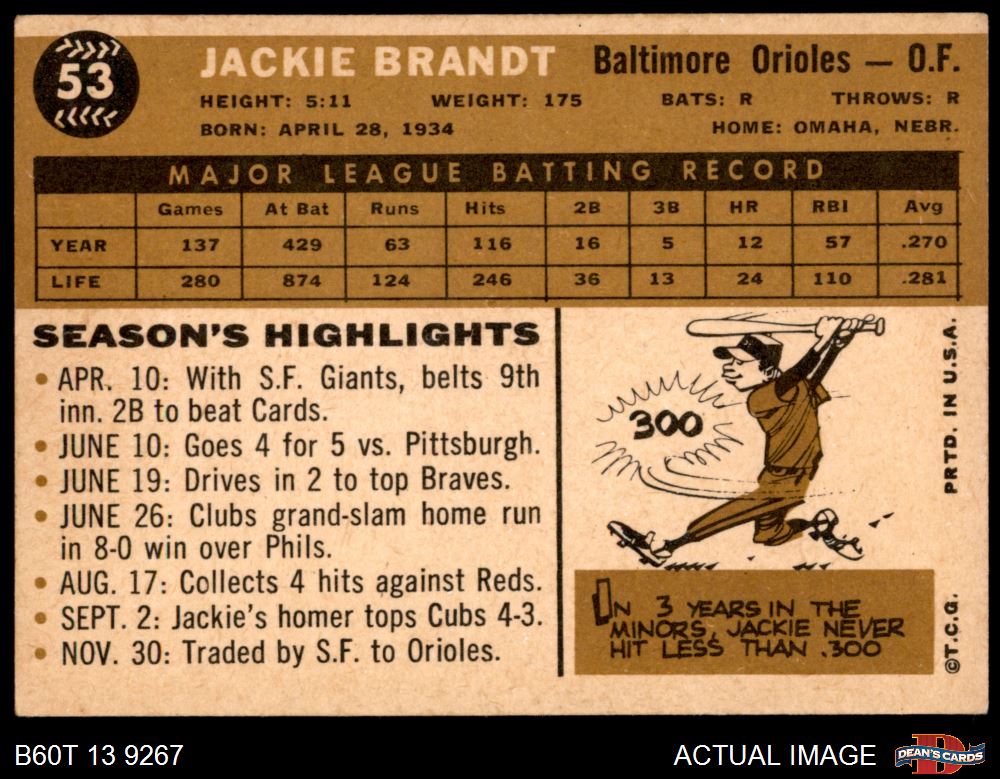 53
JACKIE BRANDT Baltimore Orioles — O.F.
HEIGHT: 5:11 WEIGHT: 175 BATS: R THROWS: R
BORN: APRIL 28, 1934 HOME: OMAHA, NEBR.
MAJOR LEAGUE BATTING RECORD
Games At Bat Runs Hits 2B 3B HR RBI Avg
YEAR 137 429 63 116 16 5 12 57 .270
LIFE 280 874 124 246 36 13 24 110 .281
SEASON'S HIGHLIGHTS
• APR. 10: With S.F. Giants, belts 9th
inn. 2B to beat Cards.
• JUNE 10: Goes 4 for 5 vs. Pittsburgh.
• JUNE 19: Drives in 2 to top Braves.
• JUNE 26: Clubs grand-slam home run
in 8-0 win over Phils.
• AUG. 17: Collects 4 hits against Reds.
• SEPT. 2: Jackie's homer tops Cubs 4-3.
• NOV. 30: Traded by S.F. to Orioles.
300
IN 3 YEARS IN THE
MINORS, JACKIE NEVER
HIT LESS THAN .300
©T.C.G. PRTD. IN U.S.A.
B60T 13 9267 ACTUAL IMAGE
D
DEAN'S CARDS